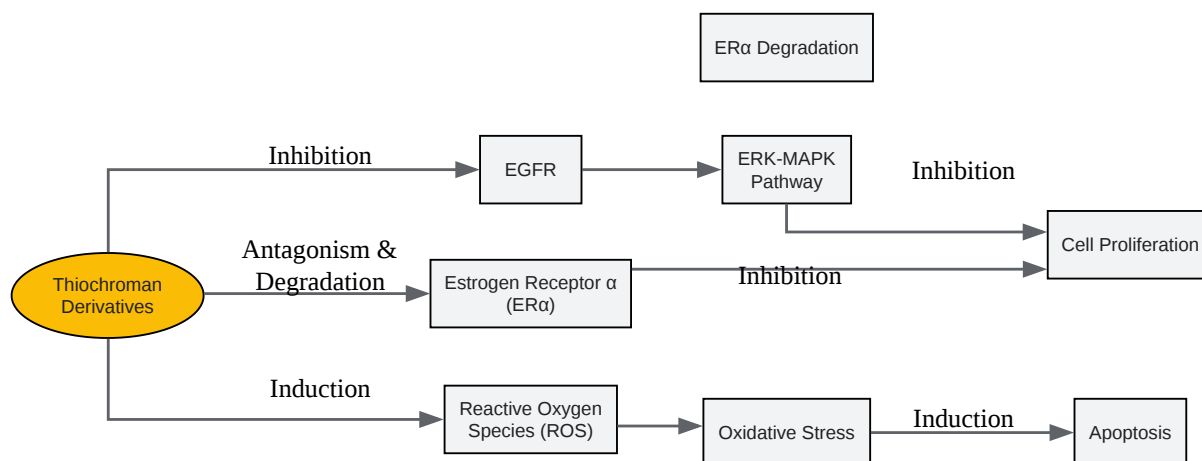 ERα Degradation
Inhibition
EGFR
ERK-MAPK
Pathway
Inhibition
Cell Proliferation
Thiochroman
Derivatives
Antagonism &
Degradation
Estrogen Receptor α
(ERα)
Inhibition
Induction
Reactive Oxygen
Species (ROS)
Oxidative Stress
Induction
Apoptosis